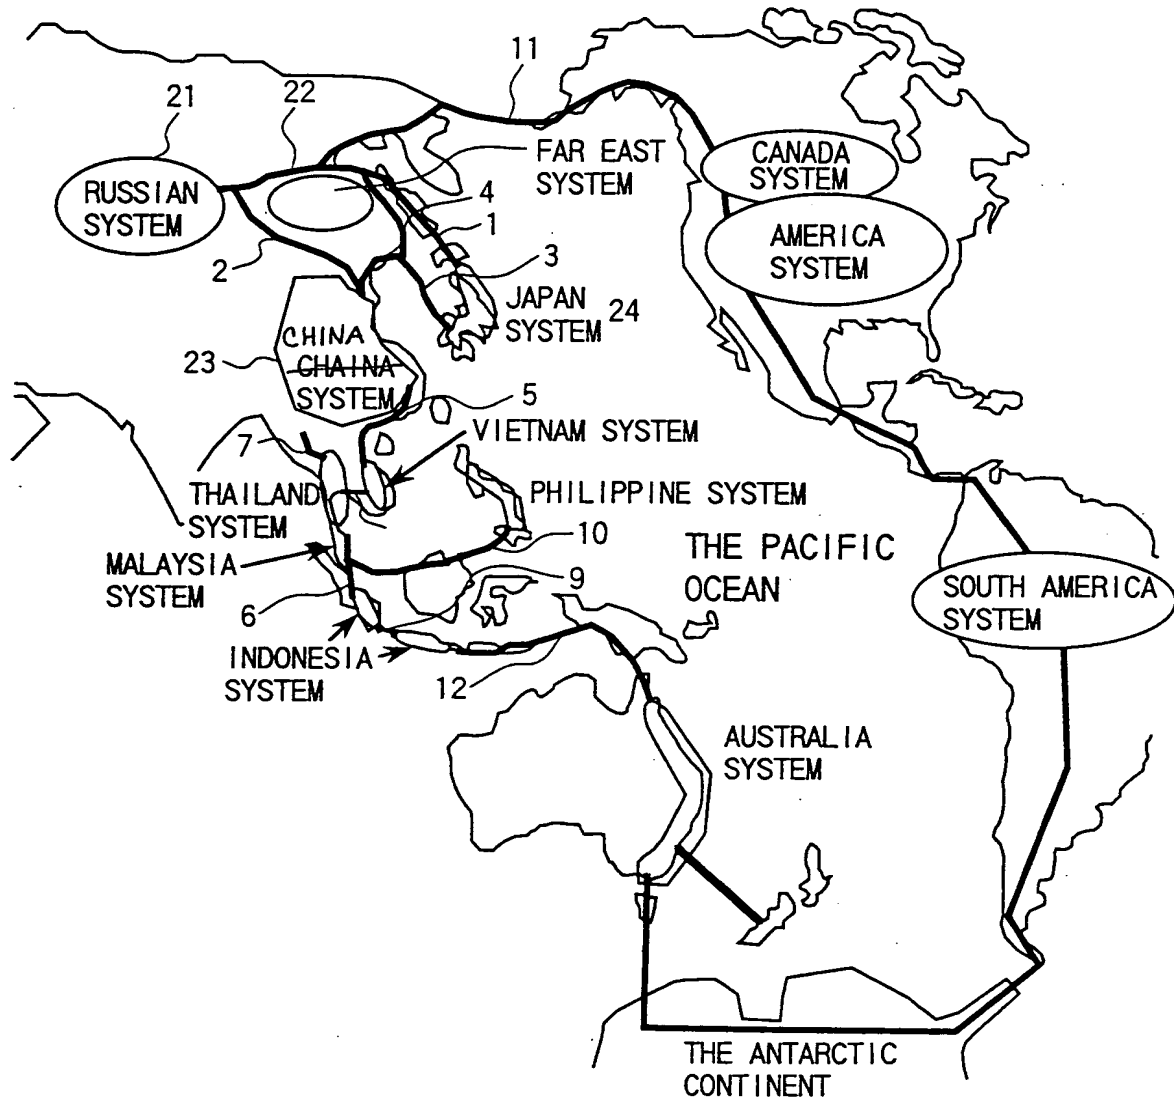 11
21
22
FAR EAST
SYSTEM
CANADA
SYSTEM
RUSSIAN
SYSTEM
4
1
AMERICA
SYSTEM
2
3
JAPAN
SYSTEM
24
CHINA
23
CHAINA
SYSTEM
5
VIETNAM SYSTEM
7
THAILAND
SYSTEM
PHILIPPINE SYSTEM
10
THE PACIFIC
OCEAN
MALAYSIA
SYSTEM
9
6
SOUTH AMERICA
SYSTEM
INDONESIA
SYSTEM
12
AUSTRALIA
SYSTEM
THE ANTARCTIC
CONTINENT